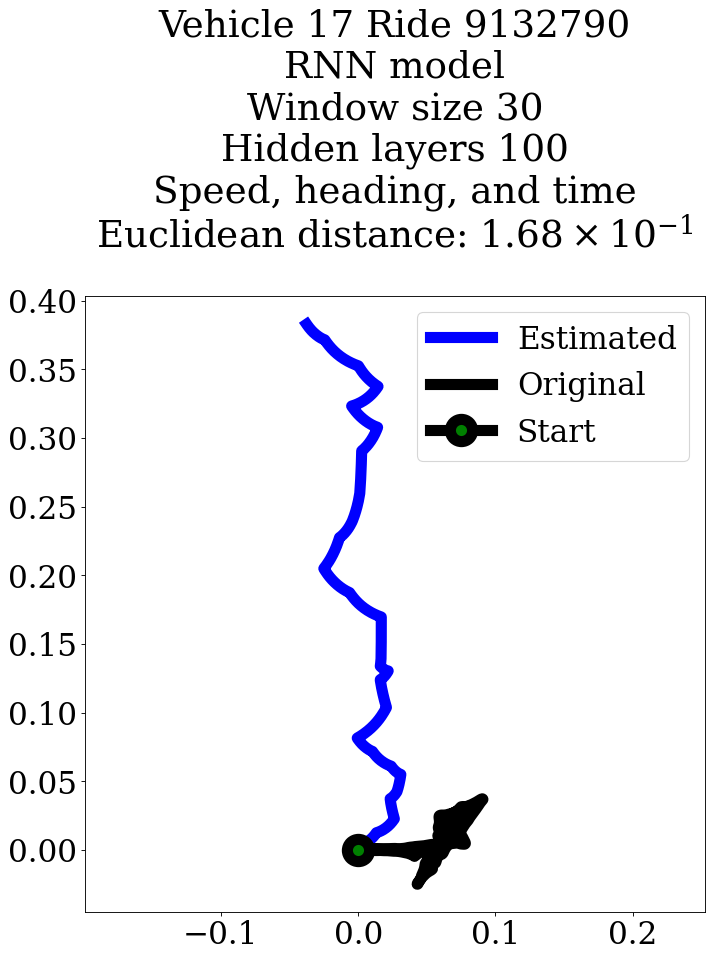 Vehicle 17 Ride 9132790
RNN model
Window size 30
Hidden layers 100
Speed, heading, and time
Euclidean distance: 1.68 × 10⁻¹
0.40
0.35
0.30
0.25
0.20
0.15
0.10
0.05
0.00
Estimated
Original
Start
−0.1
0.0
0.1
0.2